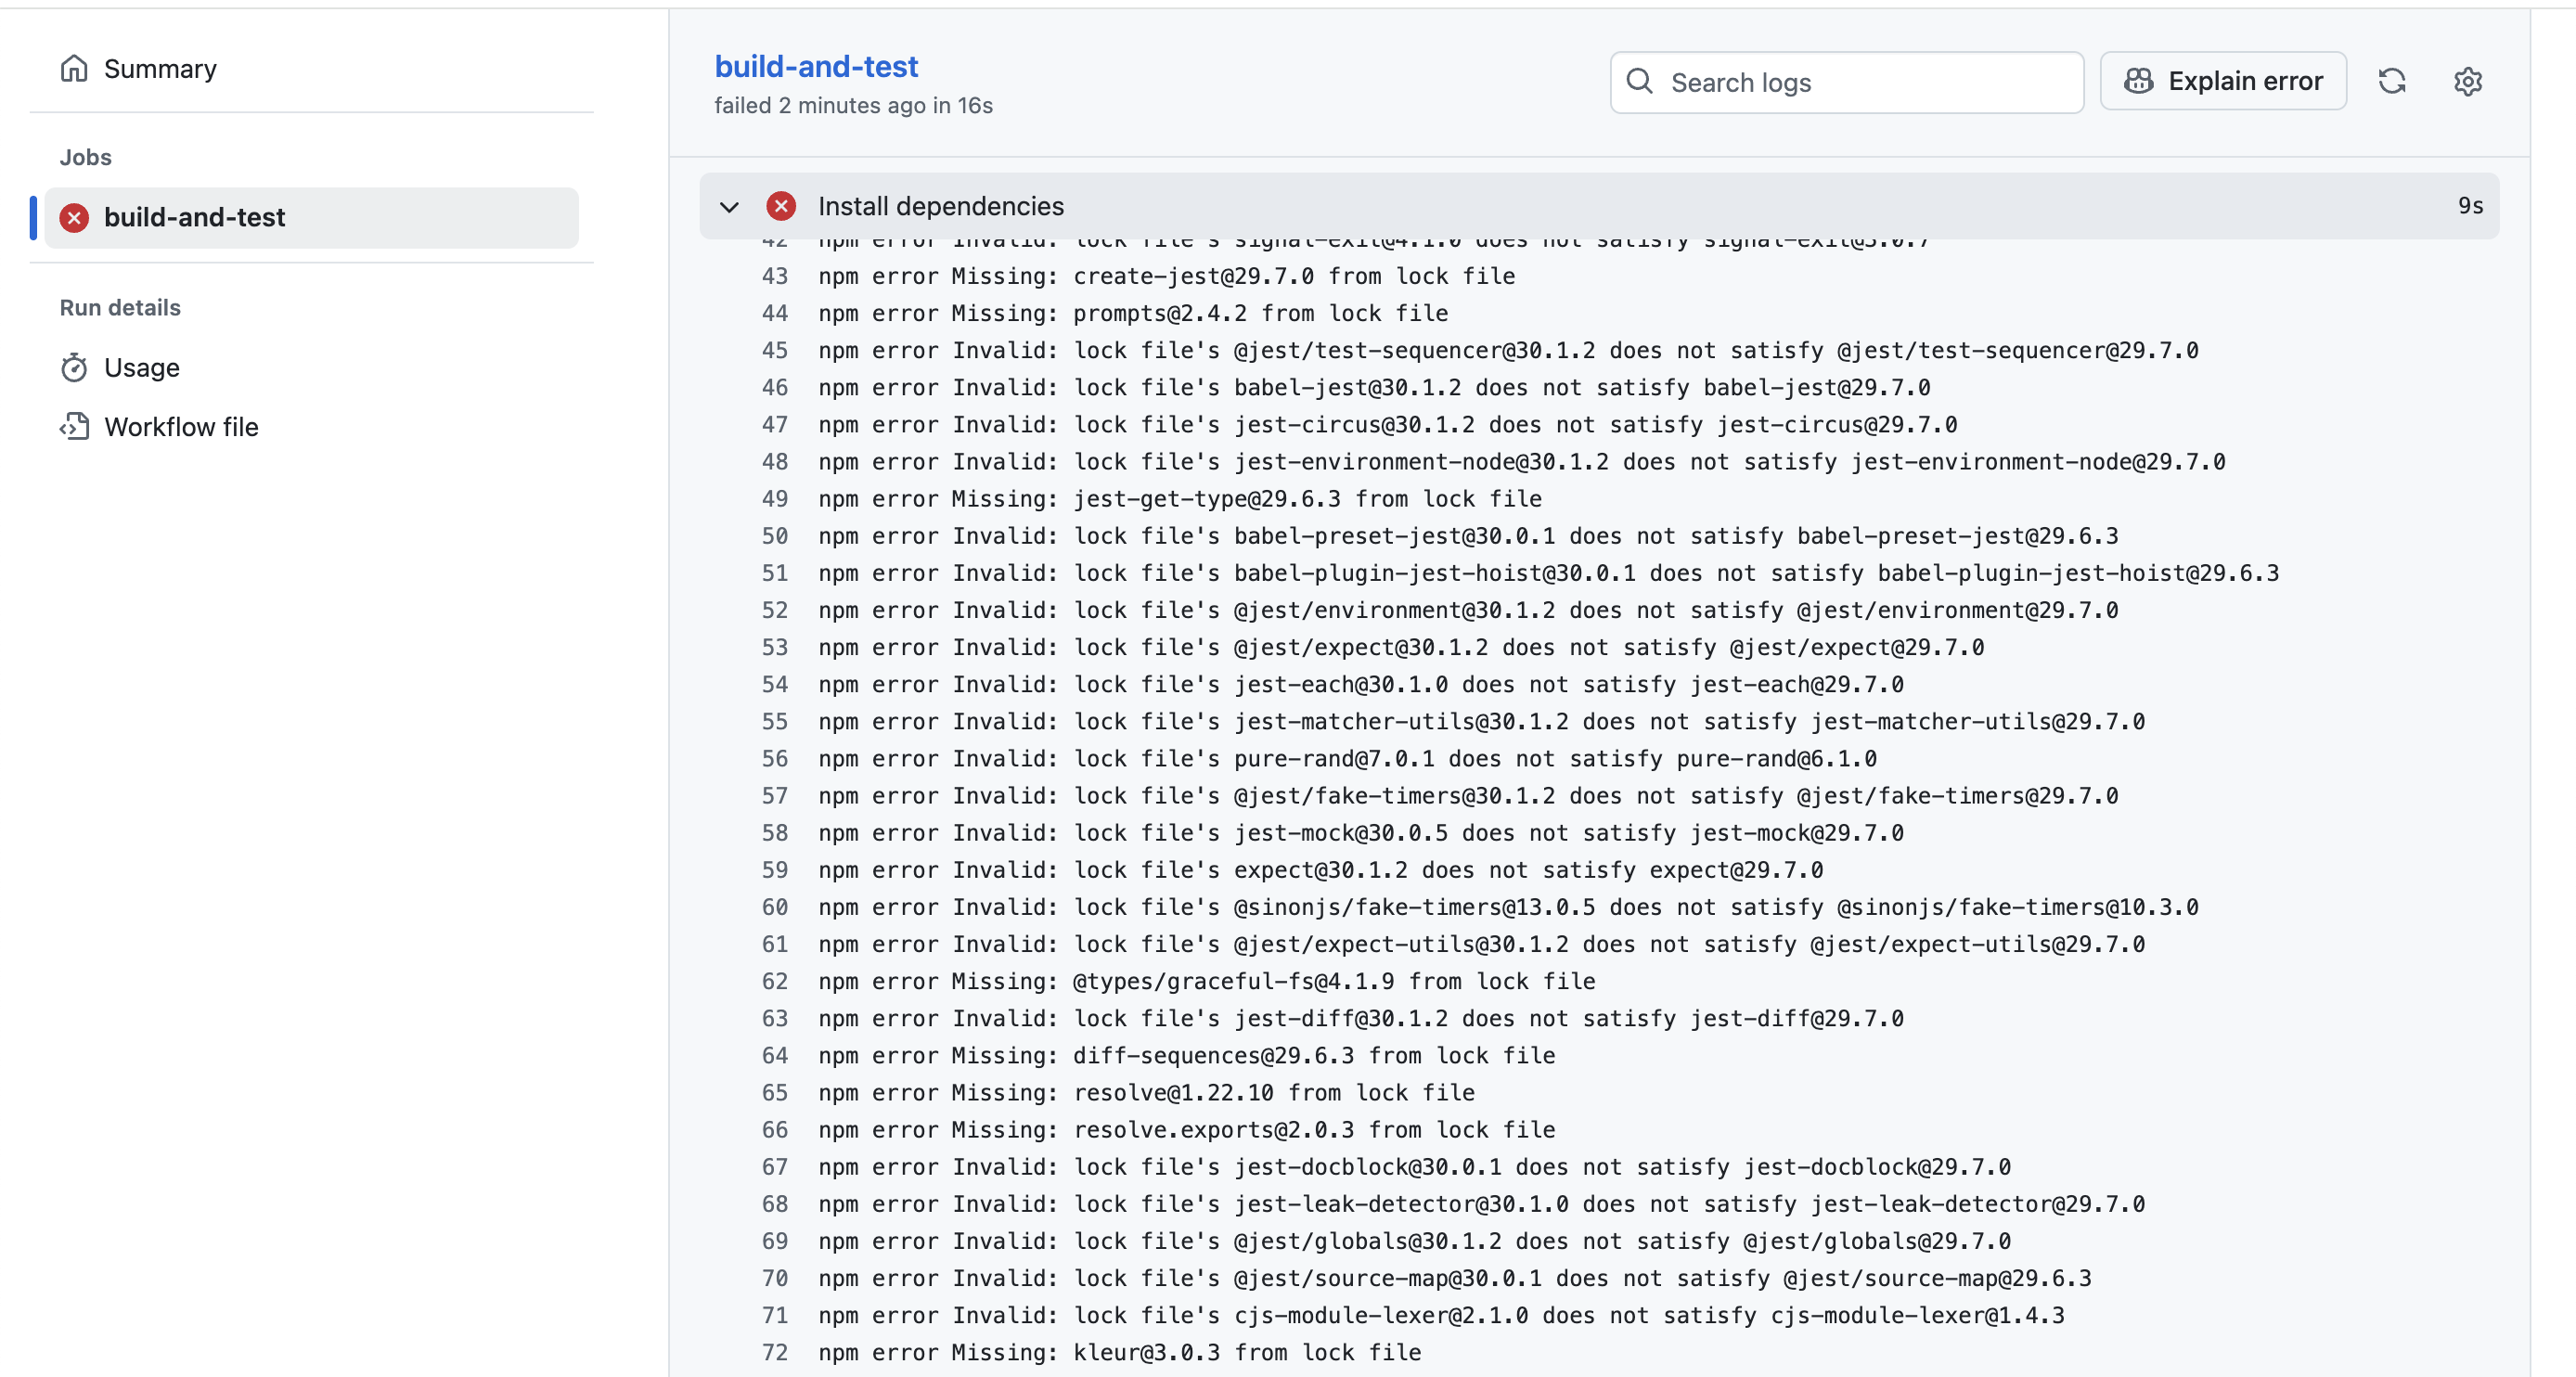 Summary
Jobs
build-and-test
Run details
Usage
Workflow file
build-and-test
failed 2 minutes ago in 16s
Search logs
Explain error
Install dependencies
9s
42 npm error Invalid: lock file's signal-exit@4.1.0 does not satisfy signal-exit@3.0.7
43 npm error Missing: create-jest@29.7.0 from lock file
44 npm error Missing: prompts@2.4.2 from lock file
45 npm error Invalid: lock file's @jest/test-sequencer@30.1.2 does not satisfy @jest/test-sequencer@29.7.0
46 npm error Invalid: lock file's babel-jest@30.1.2 does not satisfy babel-jest@29.7.0
47 npm error Invalid: lock file's jest-circus@30.1.2 does not satisfy jest-circus@29.7.0
48 npm error Invalid: lock file's jest-environment-node@30.1.2 does not satisfy jest-environment-node@29.7.0
49 npm error Missing: jest-get-type@29.6.3 from lock file
50 npm error Invalid: lock file's babel-preset-jest@30.0.1 does not satisfy babel-preset-jest@29.6.3
51 npm error Invalid: lock file's babel-plugin-jest-hoist@30.0.1 does not satisfy babel-plugin-jest-hoist@29.6.3
52 npm error Invalid: lock file's @jest/environment@30.1.2 does not satisfy @jest/environment@29.7.0
53 npm error Invalid: lock file's @jest/expect@30.1.2 does not satisfy @jest/expect@29.7.0
54 npm error Invalid: lock file's jest-each@30.1.0 does not satisfy jest-each@29.7.0
55 npm error Invalid: lock file's jest-matcher-utils@30.1.2 does not satisfy jest-matcher-utils@29.7.0
56 npm error Invalid: lock file's pure-rand@7.0.1 does not satisfy pure-rand@6.1.0
57 npm error Invalid: lock file's @jest/fake-timers@30.1.2 does not satisfy @jest/fake-timers@29.7.0
58 npm error Invalid: lock file's jest-mock@30.0.5 does not satisfy jest-mock@29.7.0
59 npm error Invalid: lock file's expect@30.1.2 does not satisfy expect@29.7.0
60 npm error Invalid: lock file's @sinonjs/fake-timers@13.0.5 does not satisfy @sinonjs/fake-timers@10.3.0
61 npm error Invalid: lock file's @jest/expect-utils@30.1.2 does not satisfy @jest/expect-utils@29.7.0
62 npm error Missing: @types/graceful-fs@4.1.9 from lock file
63 npm error Invalid: lock file's jest-diff@30.1.2 does not satisfy jest-diff@29.7.0
64 npm error Missing: diff-sequences@29.6.3 from lock file
65 npm error Missing: resolve@1.22.10 from lock file
66 npm error Missing: resolve.exports@2.0.3 from lock file
67 npm error Invalid: lock file's jest-docblock@30.0.1 does not satisfy jest-docblock@29.7.0
68 npm error Invalid: lock file's jest-leak-detector@30.1.0 does not satisfy jest-leak-detector@29.7.0
69 npm error Invalid: lock file's @jest/globals@30.1.2 does not satisfy @jest/globals@29.7.0
70 npm error Invalid: lock file's @jest/source-map@30.0.1 does not satisfy @jest/source-map@29.6.3
71 npm error Invalid: lock file's cjs-module-lexer@2.1.0 does not satisfy cjs-module-lexer@1.4.3
72 npm error Missing: kleur@3.0.3 from lock file